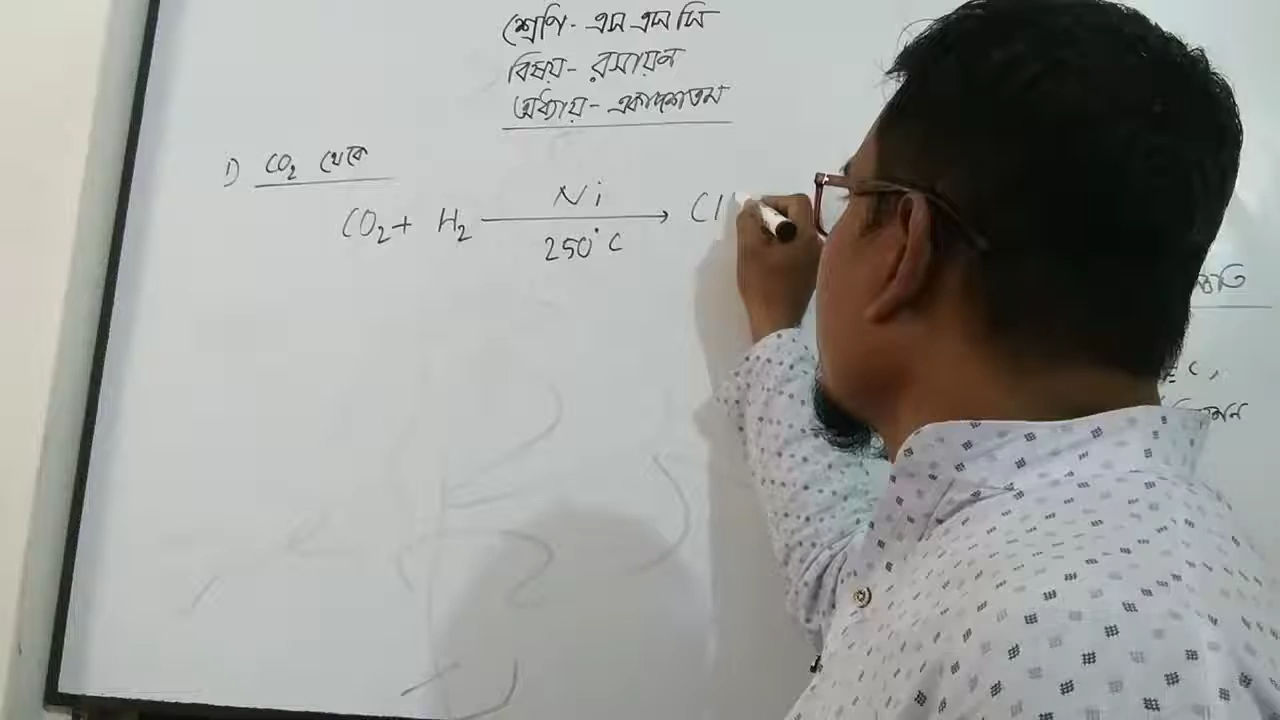 শ্রেণি- এস এস সি
বিষয়- রসায়ন
অধ্যায়- একাদশতম
1) CO₂ থেকে
CO₂ + H₂ Ni 250°C → CH
C,